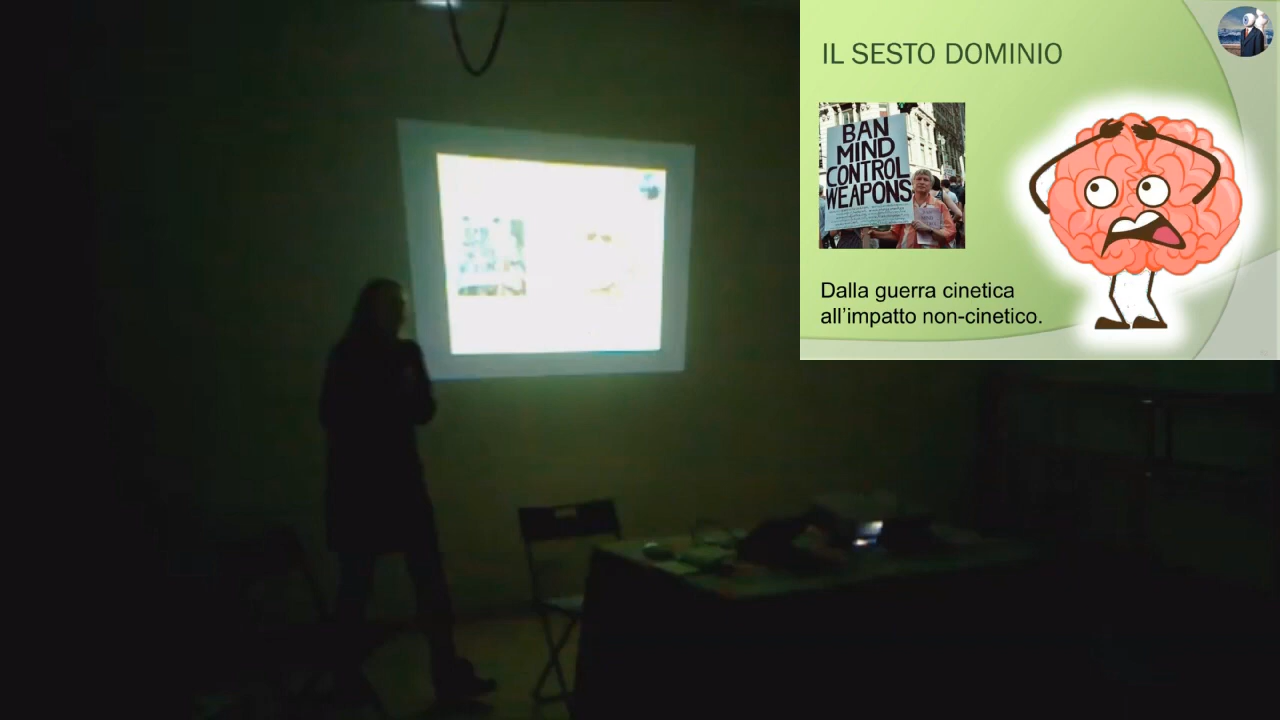 IL SESTO DOMINIO
BAN
MIND
CONTROL
WEAPONS
Dalla guerra cinetica
all'impatto non-cinetico.